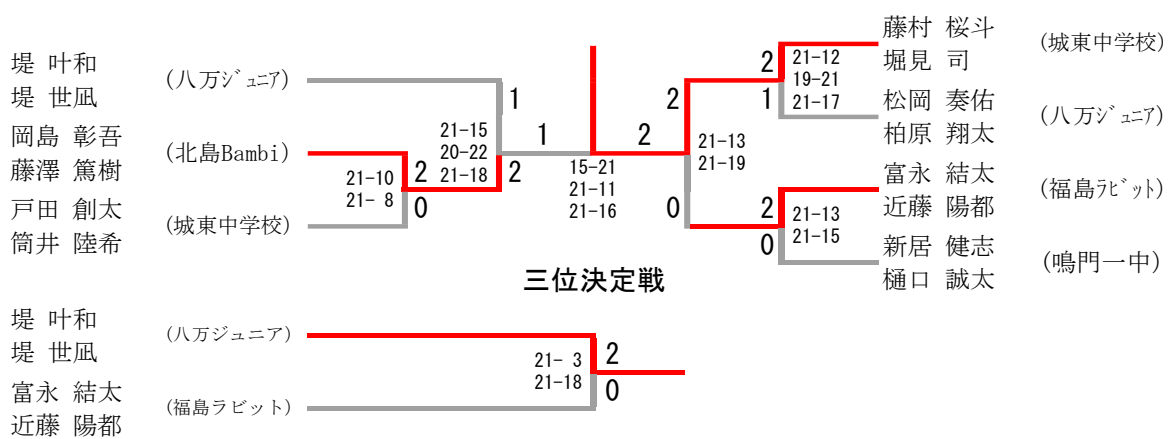 堤 叶和
堤 世凪
(八万ジュニア)
岡島 彰吾
藤澤 篤樹
(北島Bambi)
戸田 創太
筒井 陸希
(城東中学校)
21-10
21- 8
2
0
21-15
20-22
21-18
1
2
1
2
15-21
21-11
21-16
2
0
21-13
21-19
2
1
21-12
19-21
21-17
2
0
21-13
21-15
藤村 桜斗
堀見 司
(城東中学校)
松岡 奏佑
柏原 翔太
(八万ジュニア)
富永 結太
近藤 陽都
(福島ラビット)
新居 健志
樋口 誠太
(鳴門一中)
三位決定戦
堤 叶和
堤 世凪
(八万ジュニア)
富永 結太
近藤 陽都
(福島ラビット)
21- 3
21-18
2
0